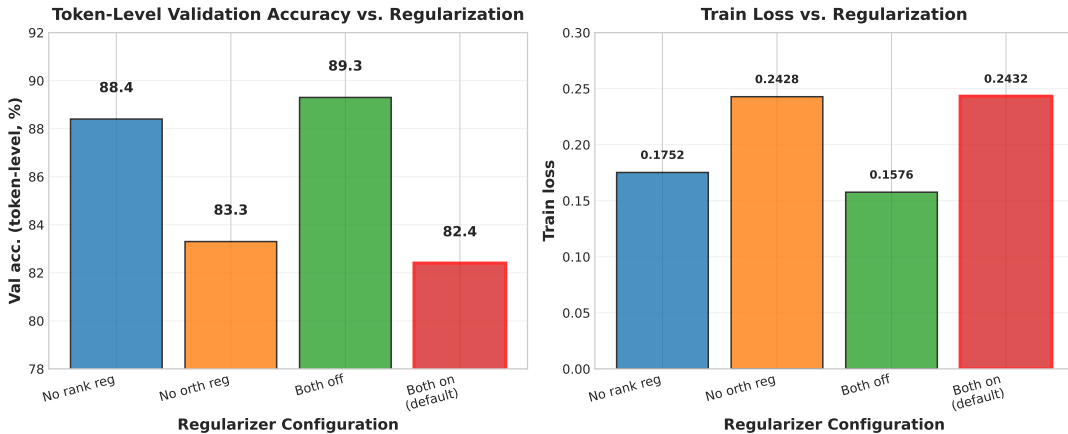 Token-Level Validation Accuracy vs. Regularization
Val acc. (token-level, %)
92
90
88
86
84
82
80
78
88.4
83.3
89.3
82.4
No rank reg
No orth reg
Both off
Both on
(default)
Regularizer Configuration
Train Loss vs. Regularization
Train loss
0.30
0.25
0.20
0.15
0.10
0.05
0.00
0.1752
0.2428
0.1576
0.2432
No rank reg
No orth reg
Both off
Both on
(default)
Regularizer Configuration